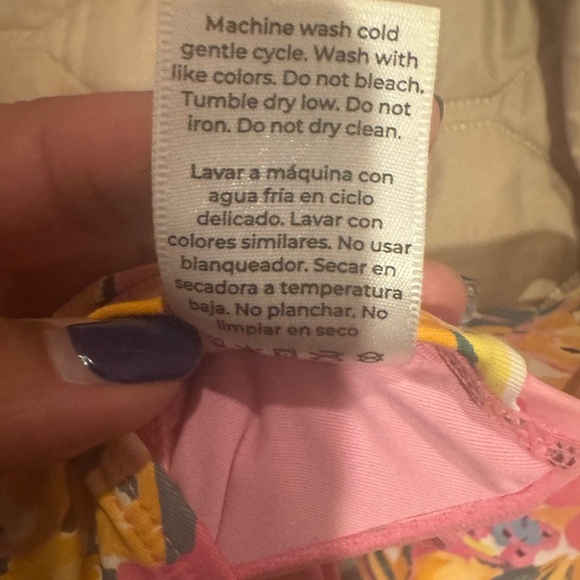 Machine wash cold
gentle cycle. Wash with
like colors. Do not bleach.
Tumble dry low. Do not
iron. Do not dry clean.
Lavar a máquina con
agua fría en ciclo
delicado. Lavar con
colores similares. No usar
blanqueador. Secar en
secadora a temperatura
baja. No planchar. No
limpiar en seco